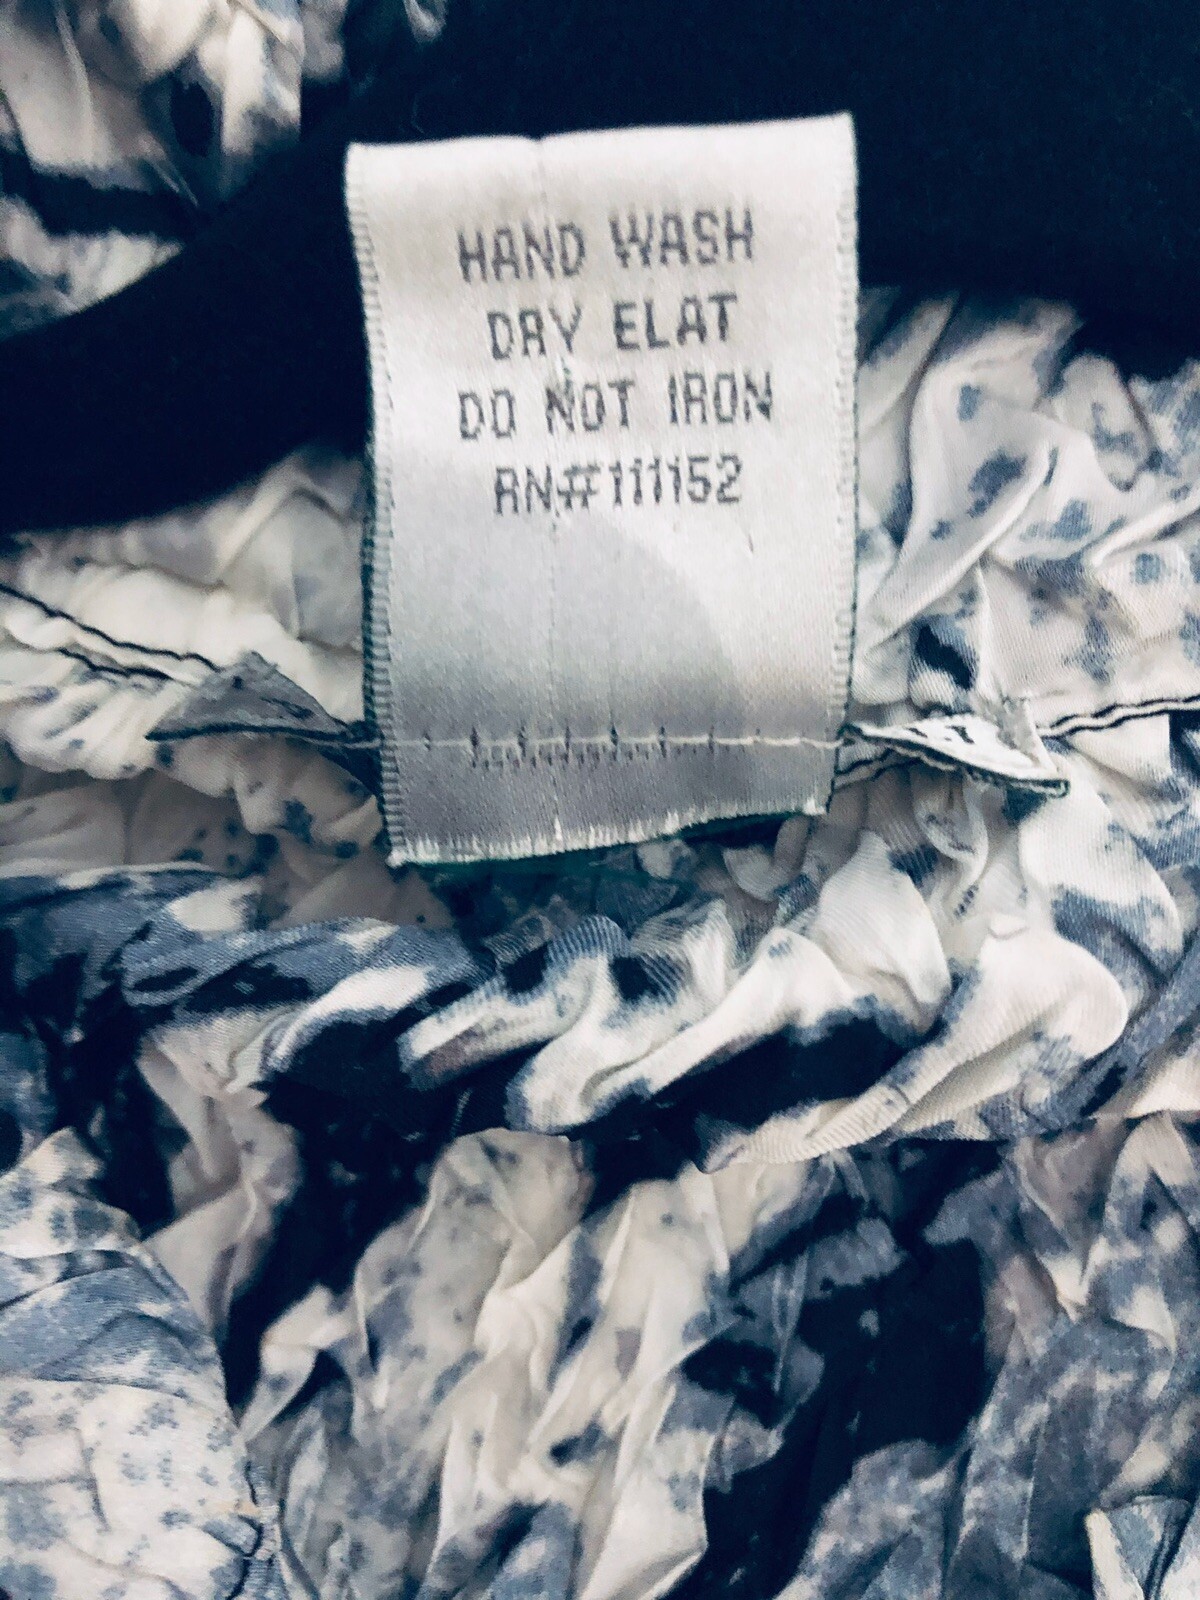 HAND WASH
DRY ELAT
DO NOT IRON
RN#111152